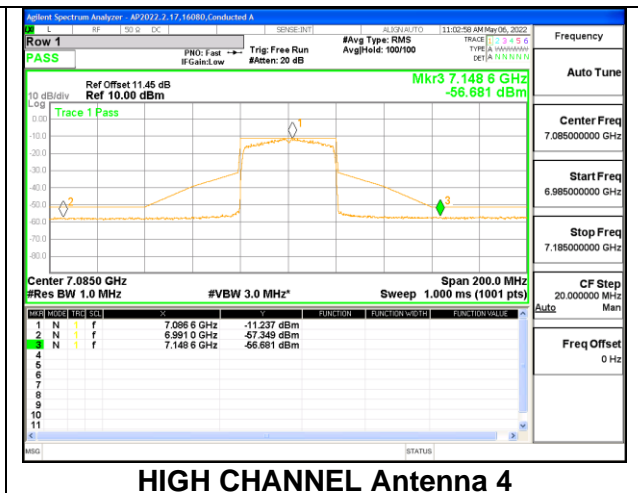 Agilent Spectrum Analyzer - AP2022.2.17,16080,Conducted A
L RF 50 Ω DC SENSE:INT ALIGN AUTO 11:02:58 AM May 06, 2022
Row 1
PASS
PNO: Fast
IFGain:Low
Trig: Free Run
#Atten: 20 dB
#Avg Type: RMS
Avg|Hold: 100/100
TRACE 1 2 3 4 5 6
TYPE A WWWWW
DET A N N N N N
Frequency
Auto Tune
Center Freq
7.085000000 GHz
Start Freq
6.985000000 GHz
Stop Freq
7.185000000 GHz
CF Step
20.000000 MHz
Auto Man
Freq Offset
0 Hz
Ref Offset 11.45 dB
10 dB/div Ref 10.00 dBm
Mkr3 7.148 6 GHz
-56.681 dBm
Log
Trace 1 Pass
0.00
-10.0
-20.0
-30.0
-40.0
-50.0
-60.0
-70.0
-80.0
1
2
3
Center 7.0850 GHz Span 200.0 MHz
#Res BW 1.0 MHz #VBW 3.0 MHz* Sweep 1.000 ms (1001 pts)
MKR MODE TRC SCL X Y FUNCTION FUNCTION WIDTH FUNCTION VALUE
1 N 1 f 7.086 6 GHz -11.237 dBm
2 N 1 f 6.991 0 GHz -57.349 dBm
3 N 1 f 7.148 6 GHz -56.681 dBm
4
5
6
7
8
9
10
11
MSG STATUS
HIGH CHANNEL Antenna 4